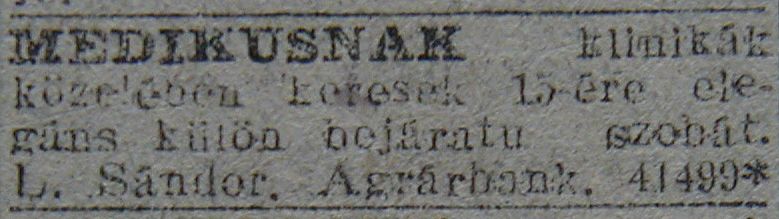 MEDIKUSNAK klinikák
közelében keresek 15-ére ele-
gáns külön bejáratu szobát.
L. Sándor, Agrárbank. 41499*